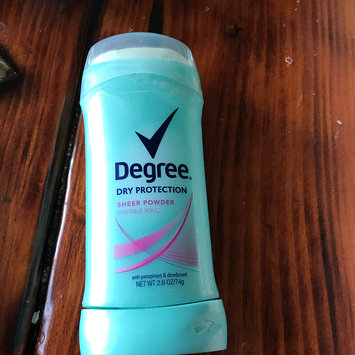 Degree
DRY PROTECTION
SHEER POWDER
INVISIBLE SOLID
anti-perspirant & deodorant
NET WT 2.6 OZ/74g